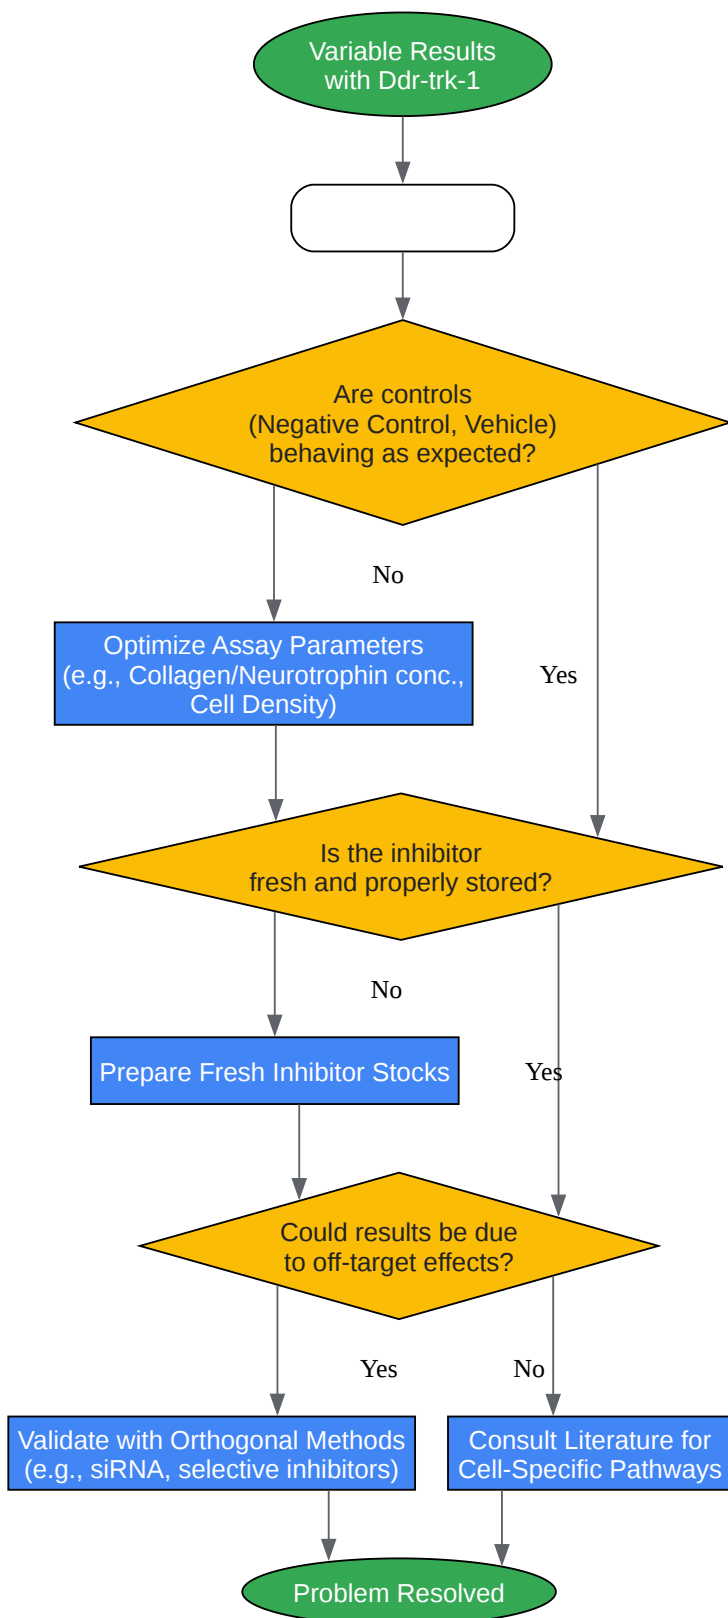 Variable Results
with Ddr-trk-1
Are controls
(Negative Control, Vehicle)
behaving as expected?
No
Optimize Assay Parameters
(e.g., Collagen/Neurotrophin conc.,
Cell Density)
Yes
Is the inhibitor
fresh and properly stored?
No
Prepare Fresh Inhibitor Stocks
Yes
Could results be due
to off-target effects?
Yes
No
Validate with Orthogonal Methods
(e.g., siRNA, selective inhibitors)
Consult Literature for
Cell-Specific Pathways
Problem Resolved